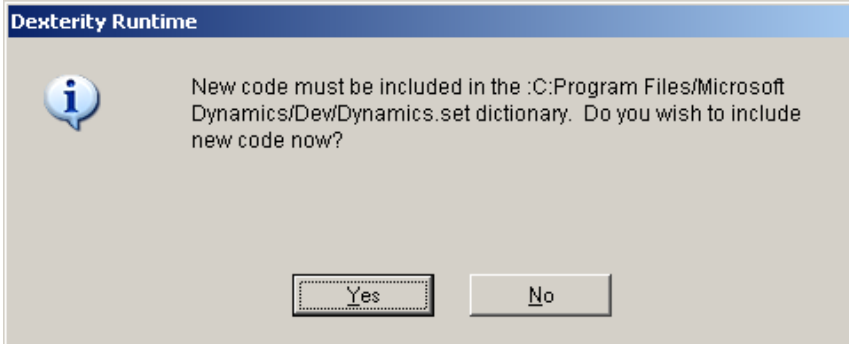 Dexterity Runtime
New code must be included in the :C:Program Files/Microsoft
Dynamics/Dev/Dynamics.set dictionary.  Do you wish to include
new code now?
Yes
No